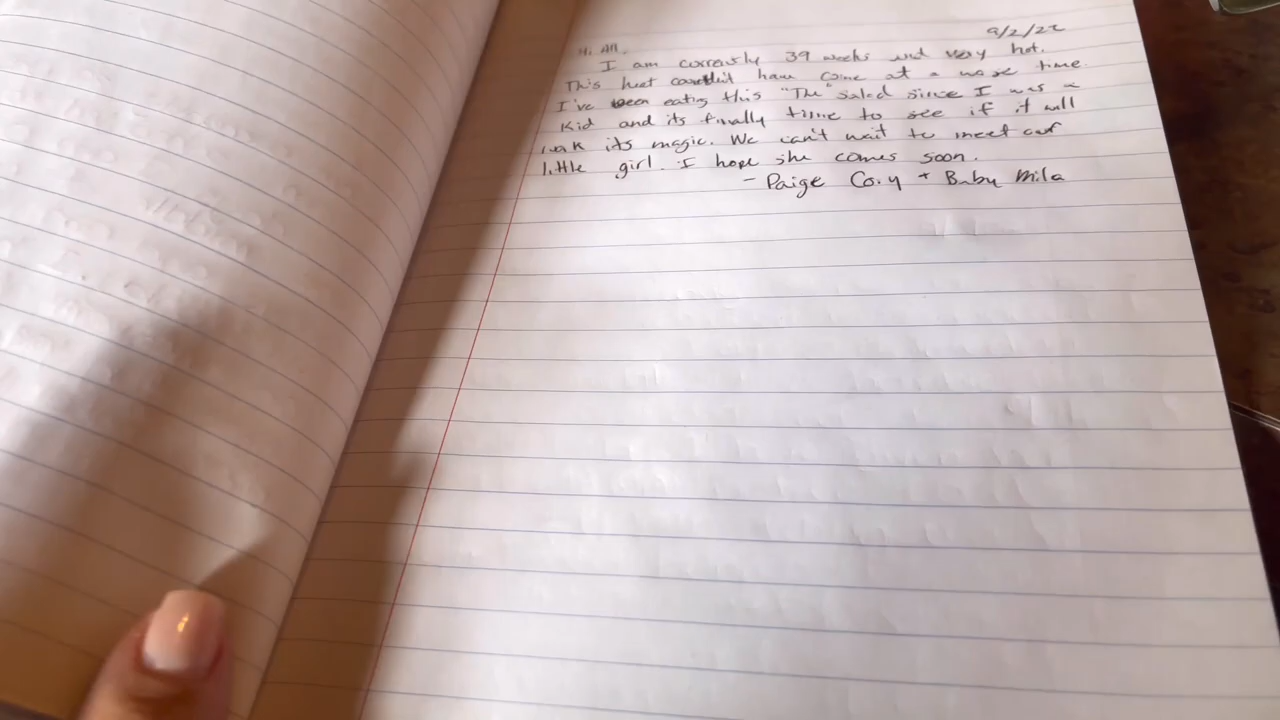 9/2/22
Hi All,
I am currently 39 weeks and very hot.
This heat couldn't have come at a worse time.
I've been eating this "The" salad since I was a
kid and its finally time to see if it will
work its magic. We can't wait to meet our
little girl. I hope she comes soon.
- Paige Cory + Baby Mila